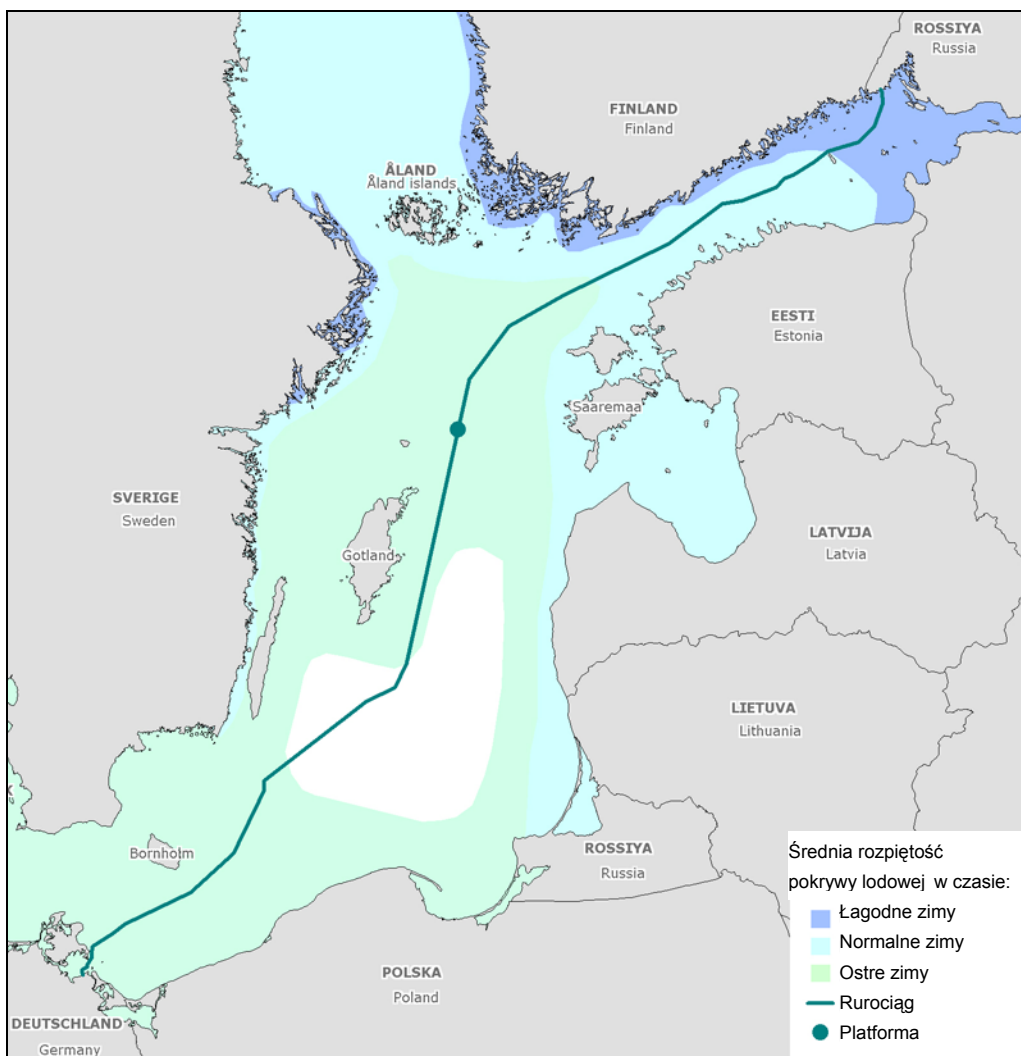 ROSSIYA
Russia
FINLAND
Finland
ÅLAND
Åland islands
EESTI
Estonia
Saaremaa
SVERIGE
Sweden
LATVIJA
Latvia
Gotland
LIETUVA
Lithuania
K
Bornholm
ROSSIYA
Russia
POLSKA
Poland
DEUTSCHLAND
Germany
Średnia rozpiętość
pokrywy lodowej w czasie:
Łagodne zimy
Normalne zimy
Ostre zimy
Rurociąg
Platforma